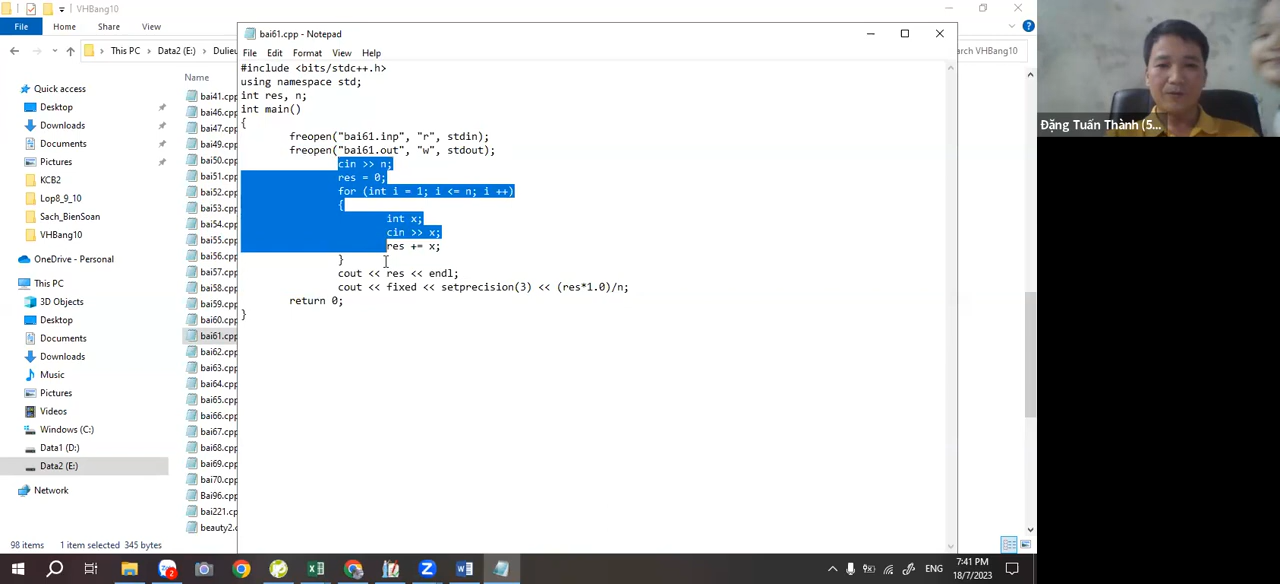 VHBang10
File
Home
Share
View
This PC
Data2 (E:)
Dulieu
arch VHBang10
Name
Quick access
Desktop
Downloads
Documents
Pictures
KCB2
Lop8_9_10
Sach_BienSoan
VHBang10
OneDrive - Personal
This PC
3D Objects
Desktop
Documents
Downloads
Music
Pictures
Videos
Windows (C:)
Data1 (D:)
Data2 (E:)
Network
bai41.cpp
bai46.cpp
bai47.cpp
bai49.cpp
bai50.cpp
bai51.cpp
bai52.cpp
bai53.cpp
bai54.cpp
bai55.cpp
bai56.cpp
bai57.cpp
bai58.cpp
bai59.cpp
bai60.cpp
bai61.cpp
bai62.cpp
bai63.cpp
bai64.cpp
bai65.cpp
bai66.cpp
bai67.cpp
bai68.cpp
bai69.cpp
bai70.cpp
Bai96.cpp
bai221.cpp
beauty2.c
98 items 1 item selected 345 bytes
bai61.cpp - Notepad
File Edit Format View Help
#include <bits/stdc++.h>
using namespace std;
int res, n;
int main()
{
freopen("bai61.inp", "r", stdin);
freopen("bai61.out", "w", stdout);
cin >> n;
res = 0;
for (int i = 1; i <= n; i ++)
{
int x;
cin >> x;
res += x;
}
cout << res << endl;
cout << fixed << setprecision(3) << (res*1.0)/n;
return 0;
}
Đặng Tuấn Thành (5...
2
ENG
7:41 PM
18/7/2023